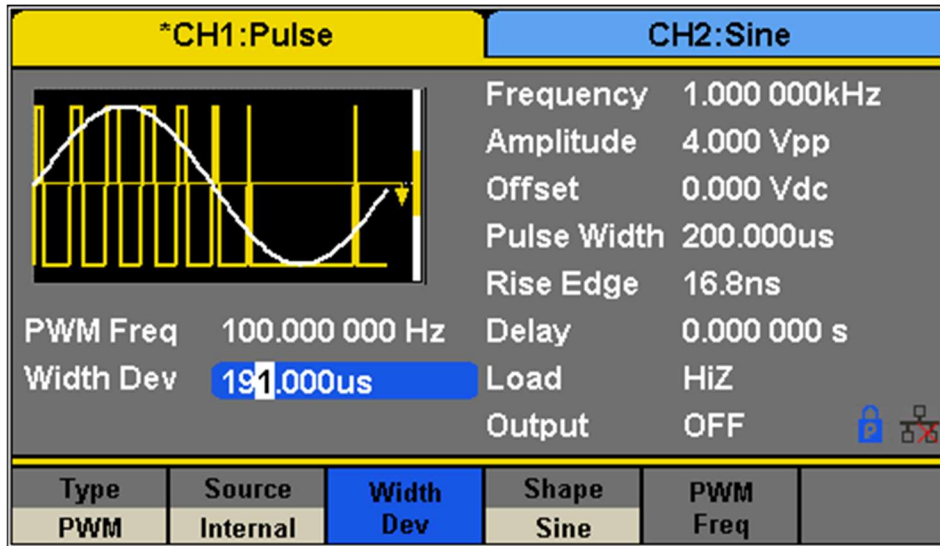 *CH1:Pulse
CH2:Sine
Frequency 1.000 000kHz
Amplitude 4.000 Vpp
Offset 0.000 Vdc
Pulse Width 200.000us
Rise Edge 16.8ns
PWM Freq 100.000 000 Hz
Delay 0.000 000 s
Width Dev 191.000us
Load HiZ
Output OFF
P
Type
PWM
Source
Internal
Width
Dev
Shape
Sine
PWM
Freq